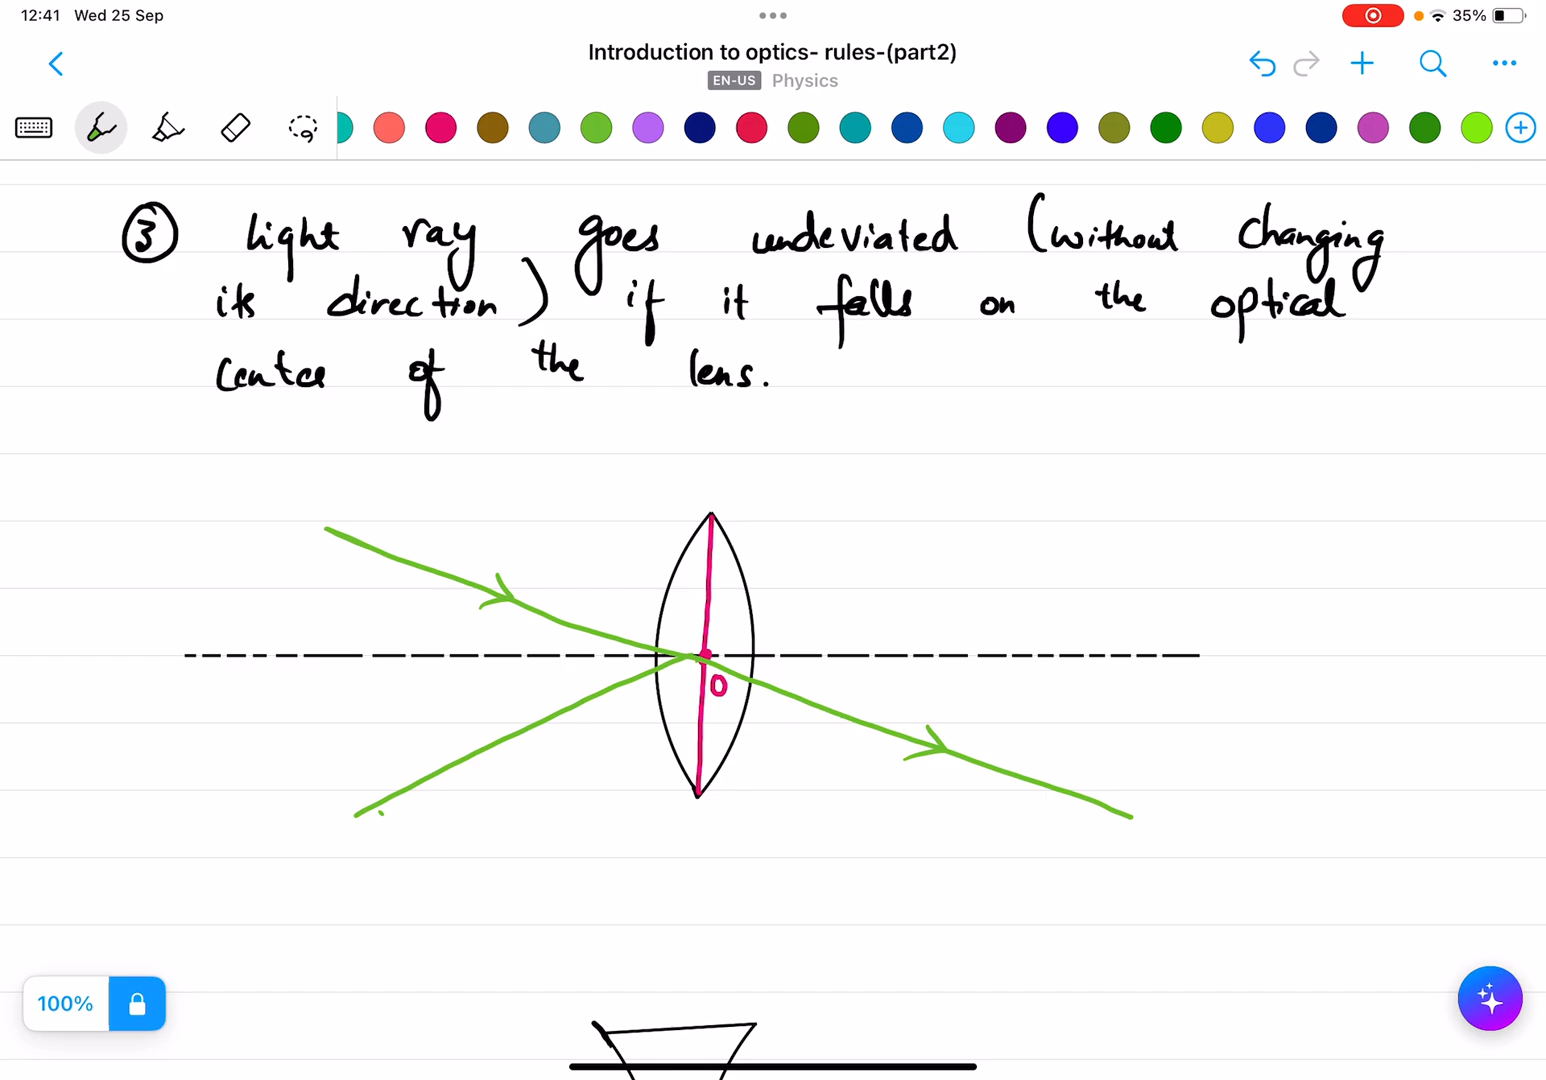 12:41 Wed 25 Sep
35%
Introduction to optics- rules-(part2)
EN-US Physics
3 light ray goes undeviated (without changing
its direction) if it falls on the optical
center of the lens.
O
100%